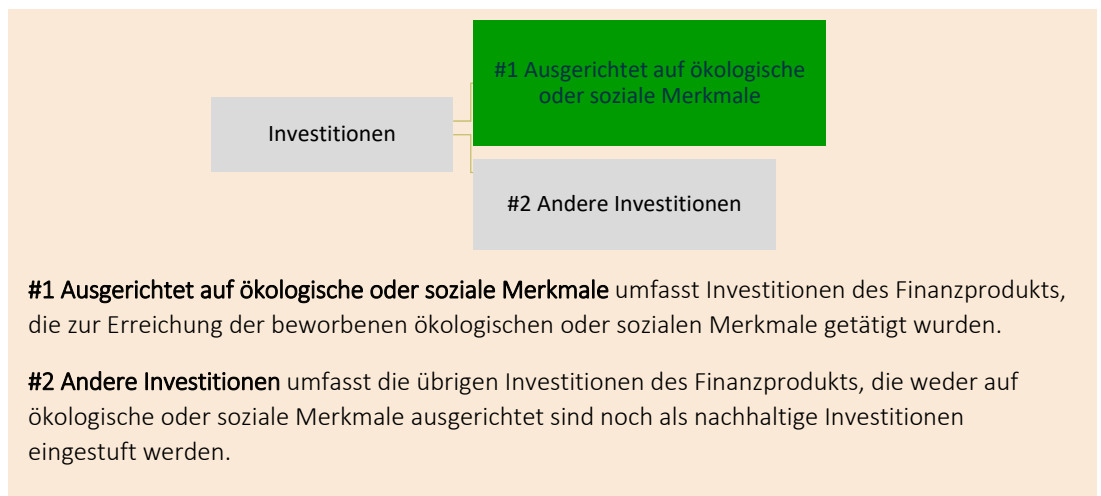 #1 Ausgerichtet auf ökologische
oder soziale Merkmale
Investitionen
#2 Andere Investitionen
#1 Ausgerichtet auf ökologische oder soziale Merkmale umfasst Investitionen des Finanzprodukts,
die zur Erreichung der beworbenen ökologischen oder sozialen Merkmale getätigt wurden.
#2 Andere Investitionen umfasst die übrigen Investitionen des Finanzprodukts, die weder auf
ökologische oder soziale Merkmale ausgerichtet sind noch als nachhaltige Investitionen
eingestuft werden.